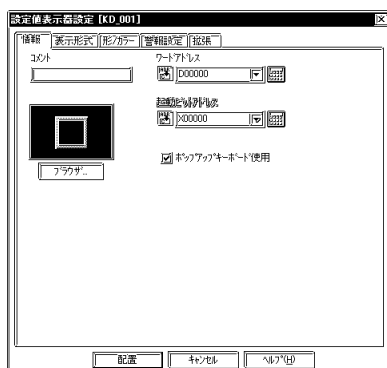 設定値表示器設定 [KD_001]
情報 表示形式 形/カラー 警報設定 拡張
コメント ワードアドレス
D00000
起動ビットアドレス
X00000
ポップアップキーボード使用
ブラウザ..
配置 キャンセル ヘルプ(H)